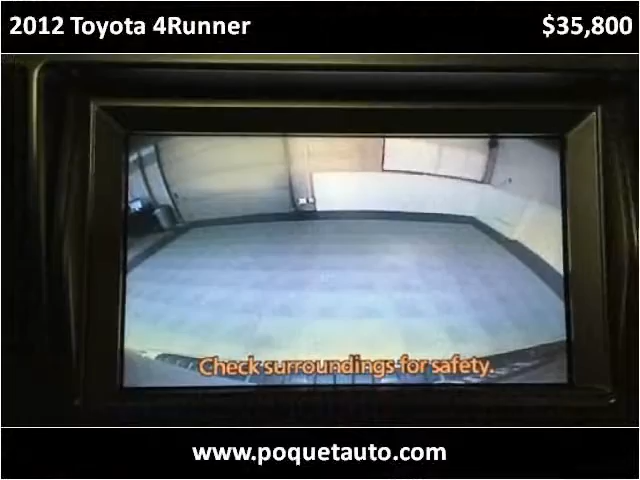 2012 Toyota 4Runner $35,800
Check surroundings for safety.
www.poquetauto.com